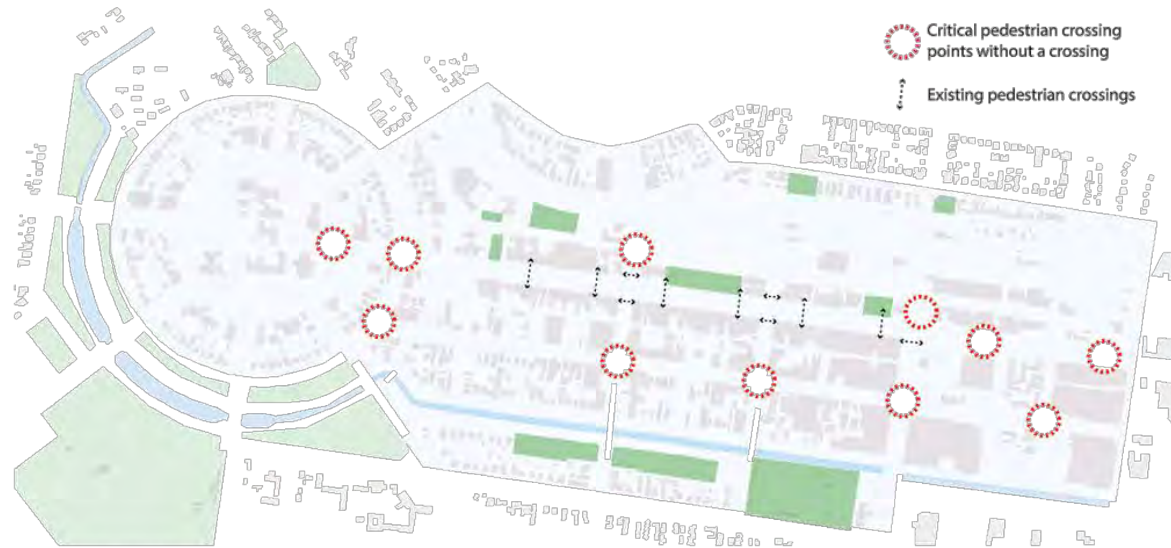 Critical pedestrian crossing
points without a crossing
Existing pedestrian crossings